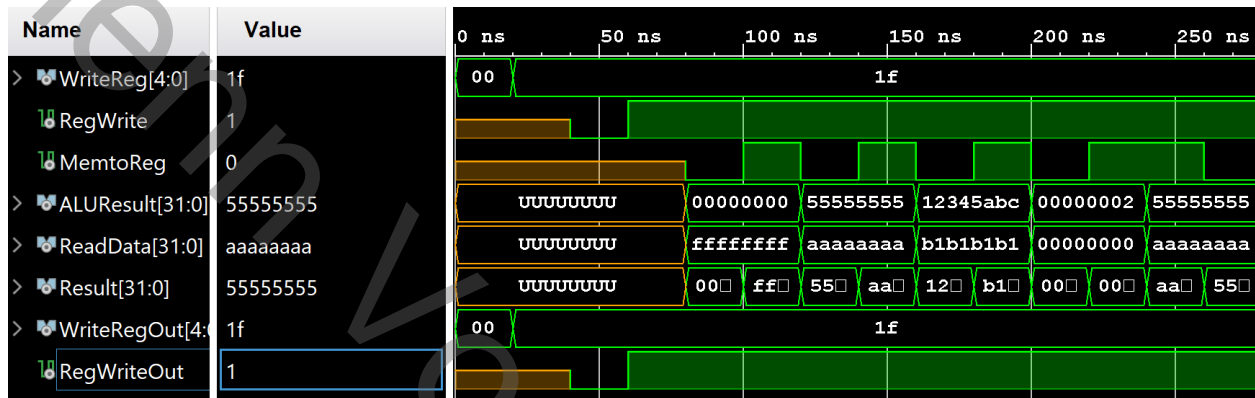 Name Value 0 ns 50 ns 100 ns 150 ns 200 ns 250 ns
WriteReg[4:0] 1f 00 1f
RegWrite 1
MemtoReg 0
ALUResult[31:0] 55555555 UUUUUUUU 00000000 55555555 12345abc 00000002 55555555
ReadData[31:0] aaaaaaaa UUUUUUUU ffffffff aaaaaaaa b1b1b1b1 00000000 aaaaaaaa
Result[31:0] 55555555 UUUUUUUU 00□ ff□ 55□ aa□ 12□ b1□ 00□ 00□ aa□ 55□
WriteRegOut[4:( 1f 00 1f
RegWriteOut 1